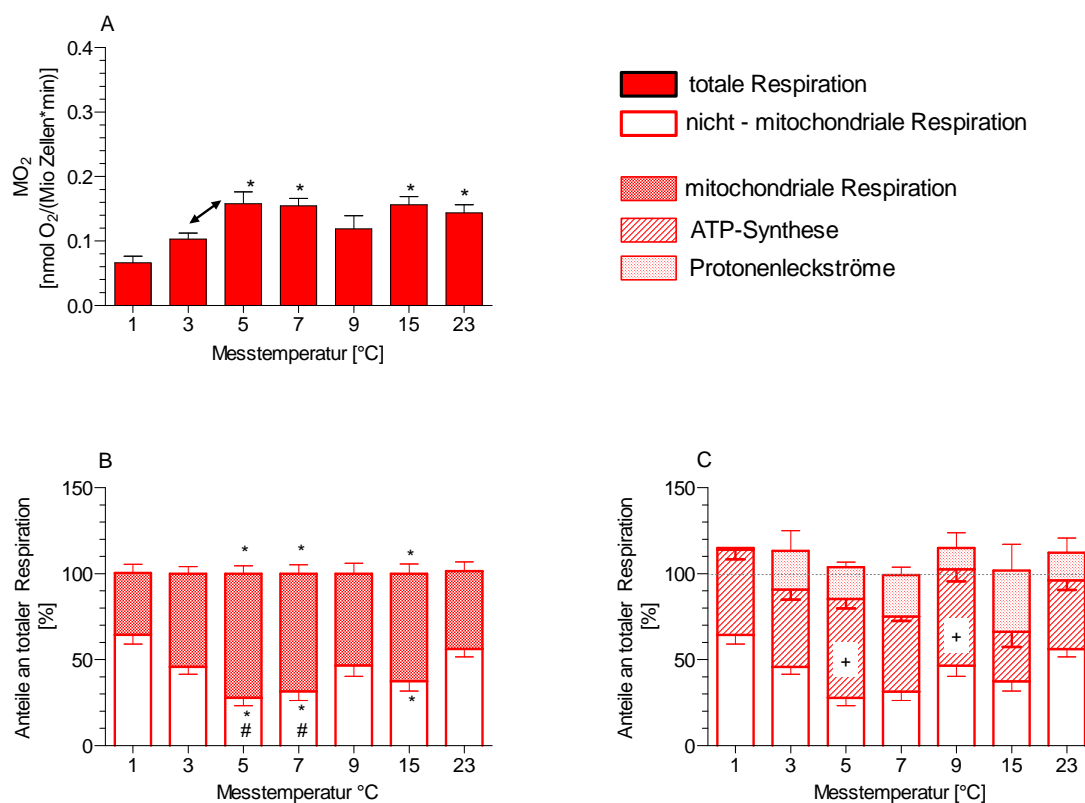 A
0.4
0.3
0.2
0.1
0.0
MO2
[nmol O2/(Mio Zellen*min)]
* * * *
1 3 5 7 9 15 23
Messtemperatur [°C]
totale Respiration
nicht - mitochondriale Respiration
mitochondriale Respiration
ATP-Synthese
Protonenleckströme
B
150
100
50
0
Anteile an totaler Respiration
[%]
* * *
* * *
# #
1 3 5 7 9 15 23
Messtemperatur °C
C
150
100
50
0
Anteile an totaler Respiration
[%]
+ +
1 3 5 7 9 15 23
Messtemperatur [°C]